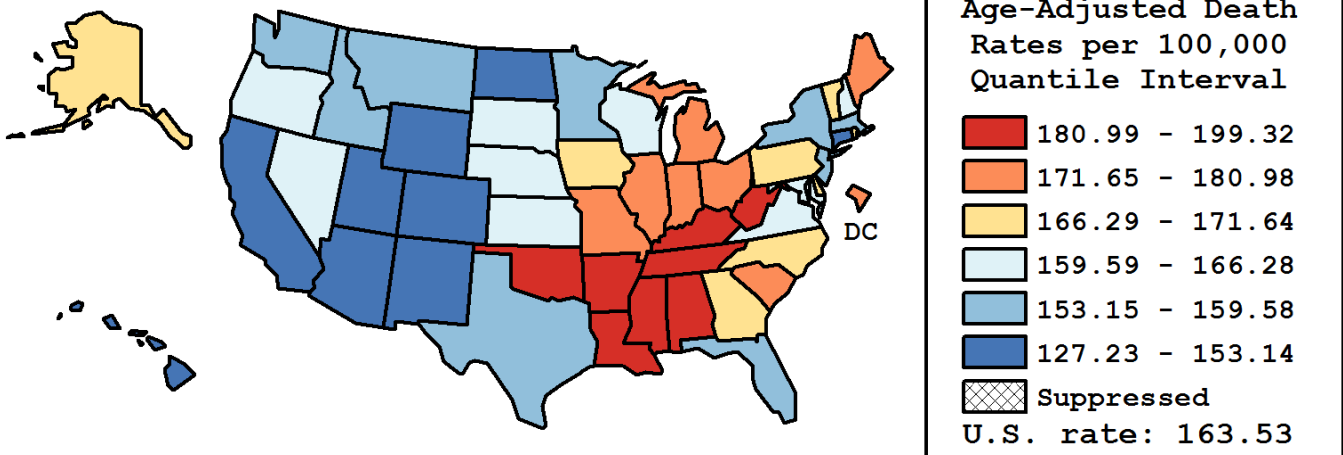 Age-Adjusted Death
Rates per 100,000
Quantile Interval
180.99 - 199.32
171.65 - 180.98
166.29 - 171.64
159.59 - 166.28
153.15 - 159.58
127.23 - 153.14
Suppressed
U.S. rate: 163.53
DC